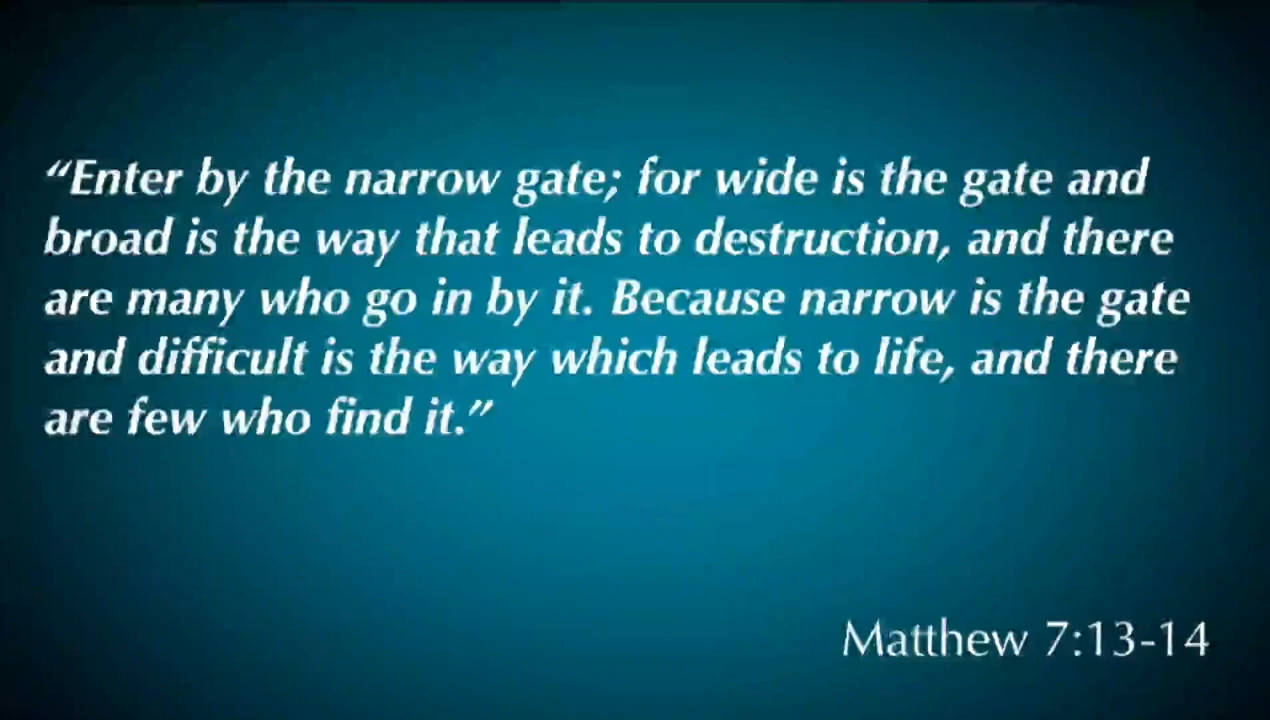 “Enter by the narrow gate; for wide is the gate and
broad is the way that leads to destruction, and there
are many who go in by it. Because narrow is the gate
and difficult is the way which leads to life, and there
are few who find it.”
Matthew 7:13-14